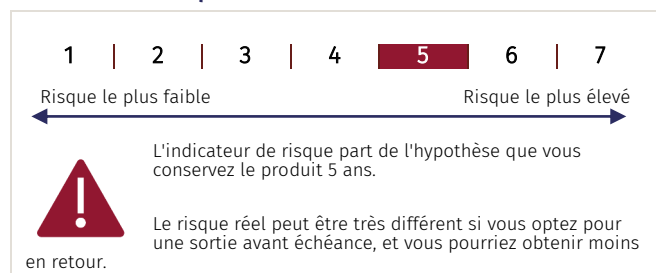 1 | 2 | 3 | 4 | 5 | 6 | 7
Risque le plus faible Risque le plus élevé
L'indicateur de risque part de l'hypothèse que vous
conservez le produit 5 ans.
Le risque réel peut être très différent si vous optez pour
une sortie avant échéance, et vous pourriez obtenir moins
en retour.